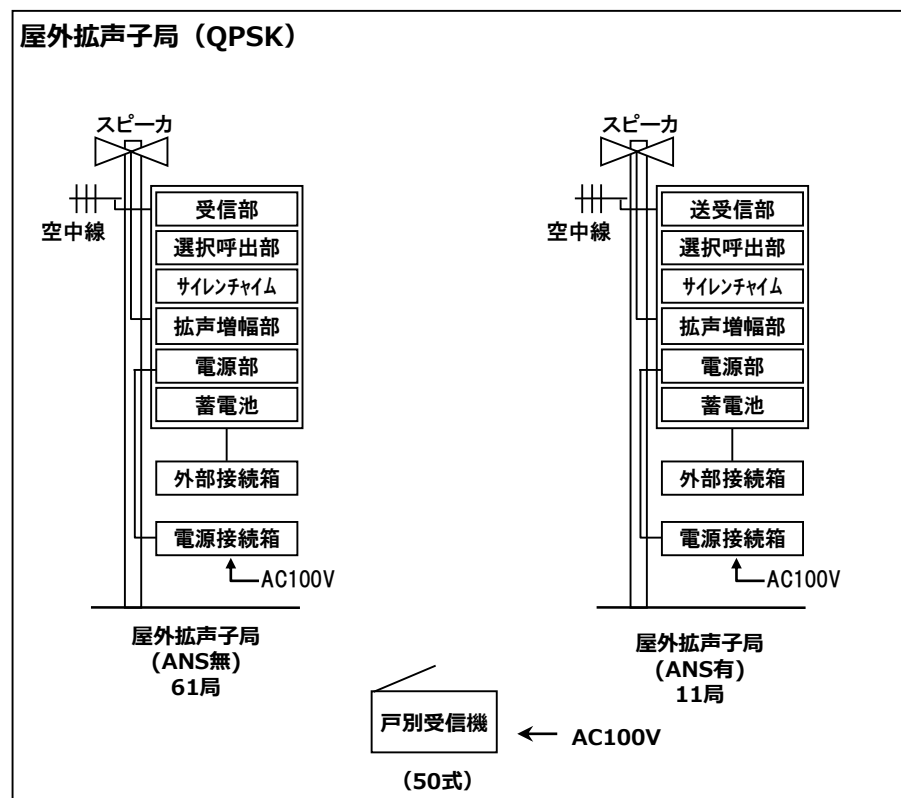 屋外拡声子局（QPSK）
スピーカ
空中線
受信部
選択呼出部
サイレンチャイム
拡声増幅部
電源部
蓄電池
外部接続箱
電源接続箱
AC100V
屋外拡声子局
(ANS無)
61局
スピーカ
空中線
送受信部
選択呼出部
サイレンチャイム
拡声増幅部
電源部
蓄電池
外部接続箱
電源接続箱
AC100V
屋外拡声子局
(ANS有)
11局
戸別受信機
AC100V
（50式）